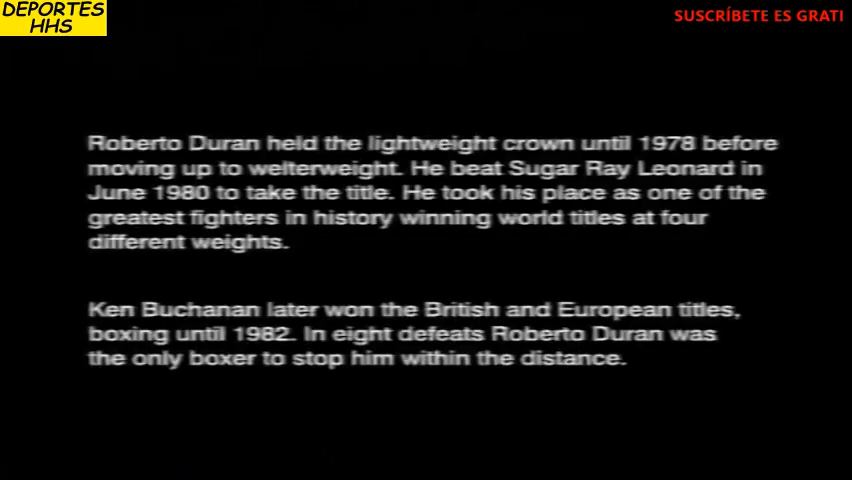 DEPORTES
HHS
SUSCRÍBETE ES GRATI
Roberto Duran held the lightweight crown until 1978 before
moving up to welterweight. He beat Sugar Ray Leonard in
June 1980 to take the title. He took his place as one of the
greatest fighters in history winning world titles at four
different weights.
Ken Buchanan later won the British and European titles,
boxing until 1982. In eight defeats Roberto Duran was
the only boxer to stop him within the distance.